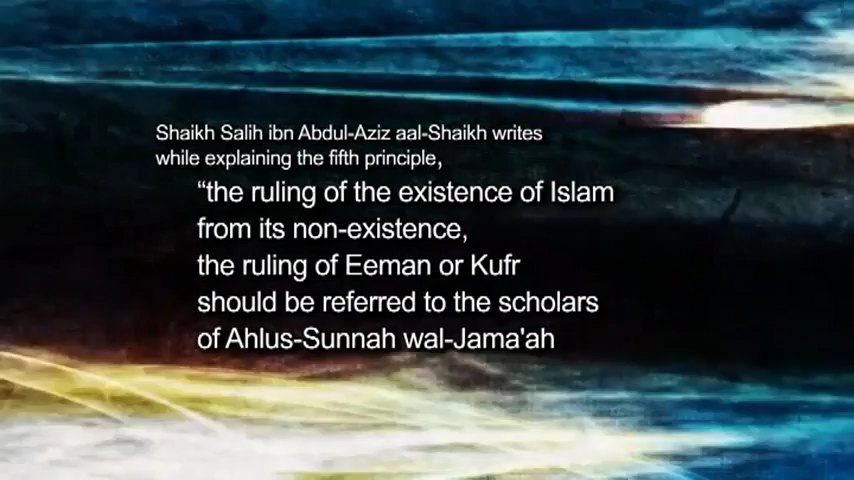 Shaikh Salih ibn Abdul-Aziz aal-Shaikh writes
while explaining the fifth principle,
“the ruling of the existence of Islam
from its non-existence,
the ruling of Eeman or Kufr
should be referred to the scholars
of Ahlus-Sunnah wal-Jama'ah